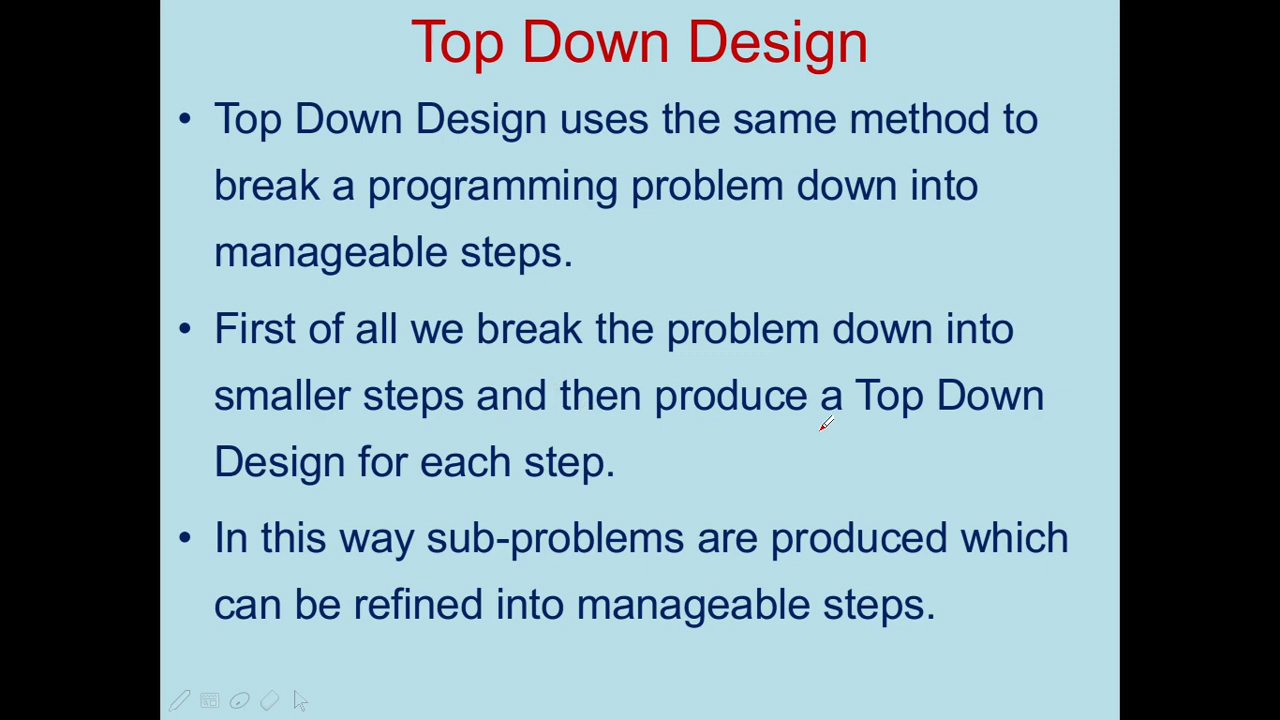 Top Down Design
• Top Down Design uses the same method to
break a programming problem down into
manageable steps.
• First of all we break the problem down into
smaller steps and then produce a Top Down
Design for each step.
• In this way sub-problems are produced which
can be refined into manageable steps.